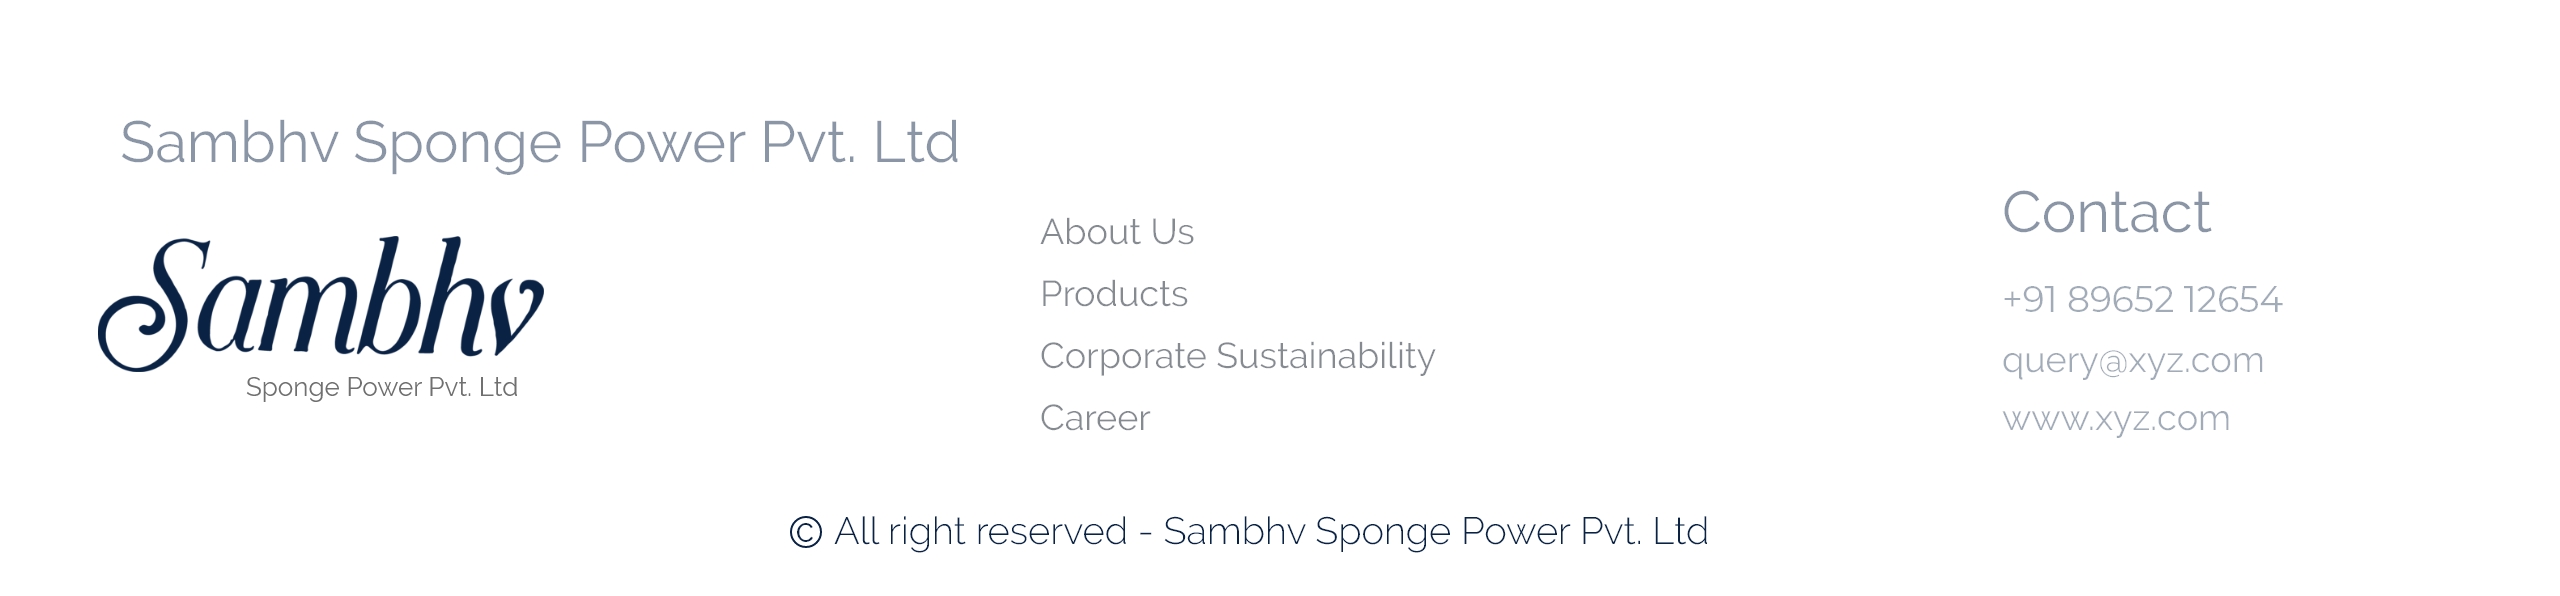 Sambhv Sponge Power Pvt. Ltd
Sambhv
Sponge Power Pvt. Ltd
About Us
Products
Corporate Sustainability
Career
Contact
+91 89652 12654
query@xyz.com
www.xyz.com
© All right reserved - Sambhv Sponge Power Pvt. Ltd